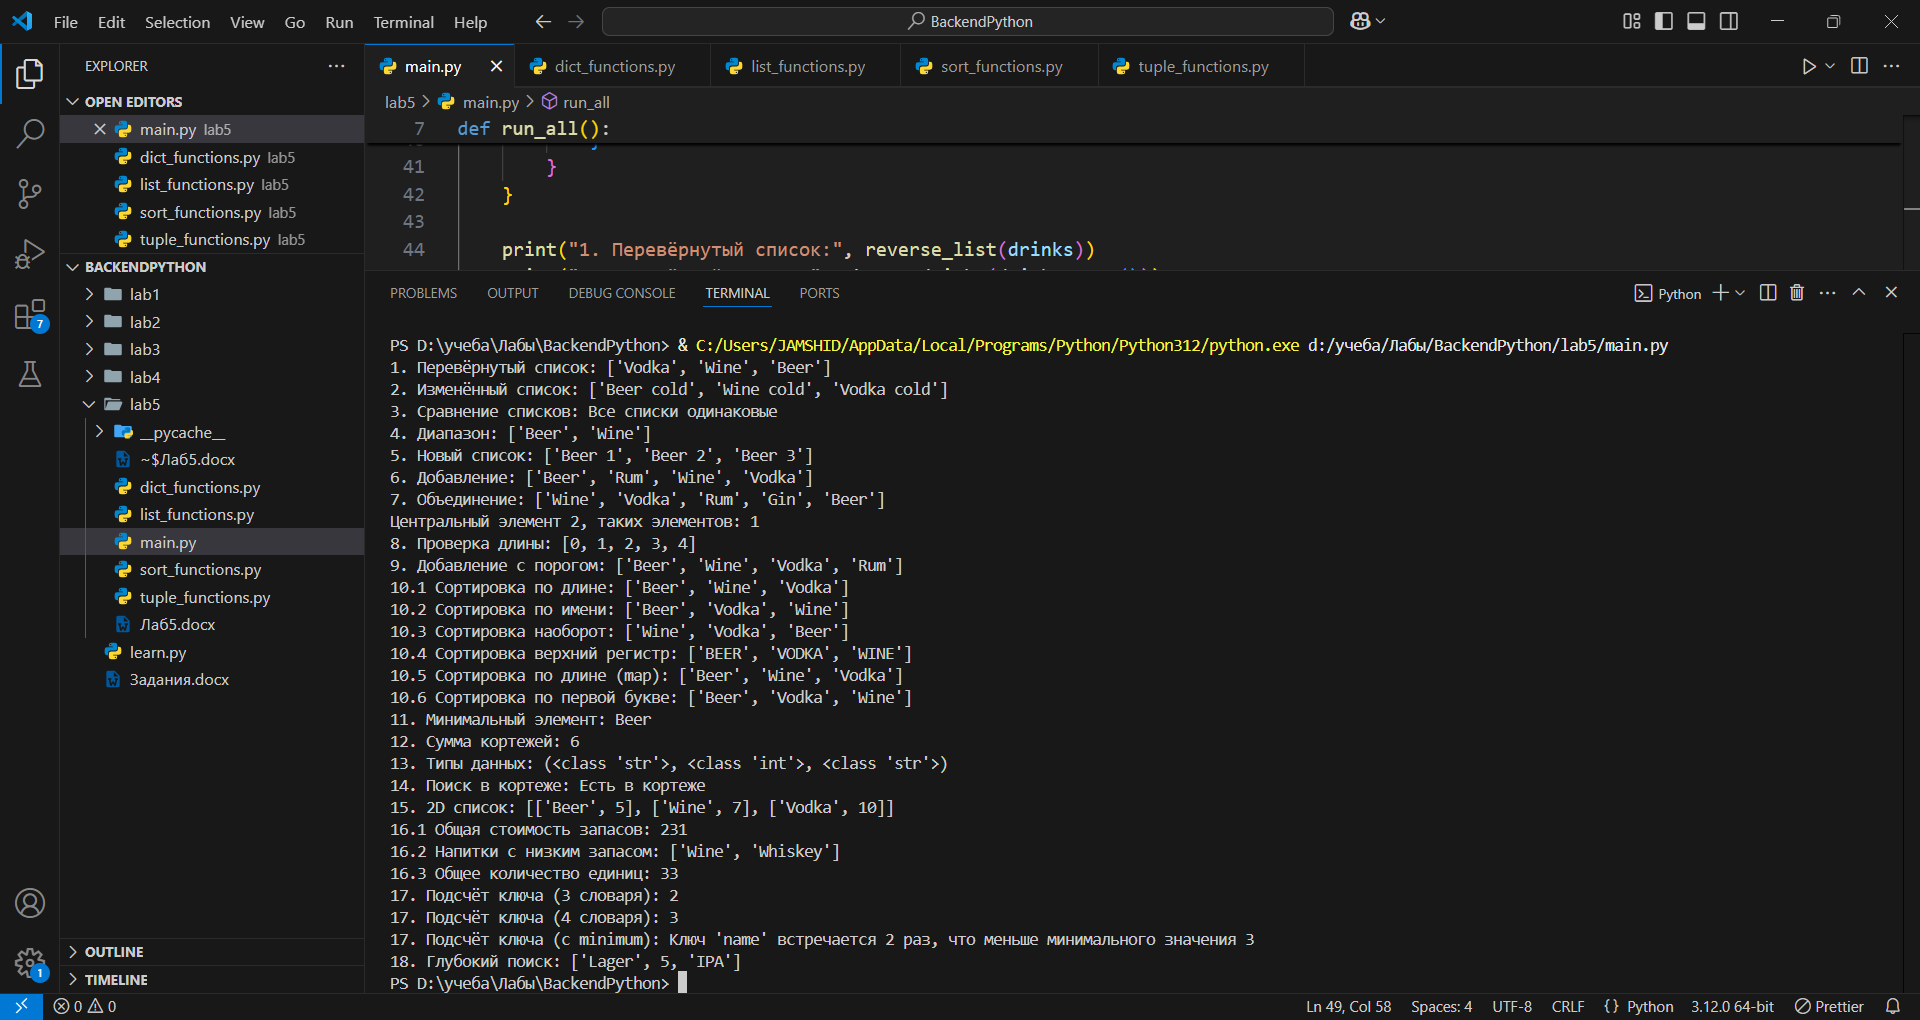 File Edit Selection View Go Run Terminal Help
BackendPython
EXPLORER
OPEN EDITORS
main.py lab5
dict_functions.py lab5
list_functions.py lab5
sort_functions.py lab5
tuple_functions.py lab5
BACKENDPYTHON
lab1
lab2
lab3
lab4
lab5
__pycache__
~$Лаб5.docx
dict_functions.py
list_functions.py
main.py
sort_functions.py
tuple_functions.py
Лаб5.docx
learn.py
Задания.docx
OUTLINE
TIMELINE
7
1
main.py dict_functions.py list_functions.py sort_functions.py tuple_functions.py
lab5 > main.py > run_all
7 def run_all():
41 }
42 }
43
44 print("1. Перевёрнутый список:", reverse_list(drinks))
PROBLEMS OUTPUT DEBUG CONSOLE TERMINAL PORTS
Python
PS D:\учеба\Лабы\BackendPython> & C:/Users/JAMSHID/AppData/Local/Programs/Python/Python312/python.exe d:/учеба/Лабы/BackendPython/lab5/main.py
1. Перевёрнутый список: ['Vodka', 'Wine', 'Beer']
2. Изменённый список: ['Beer cold', 'Wine cold', 'Vodka cold']
3. Сравнение списков: Все списки одинаковые
4. Диапазон: ['Beer', 'Wine']
5. Новый список: ['Beer 1', 'Beer 2', 'Beer 3']
6. Добавление: ['Beer', 'Rum', 'Wine', 'Vodka']
7. Объединение: ['Wine', 'Vodka', 'Rum', 'Gin', 'Beer']
Центральный элемент 2, таких элементов: 1
8. Проверка длины: [0, 1, 2, 3, 4]
9. Добавление с порогом: ['Beer', 'Wine', 'Vodka', 'Rum']
10.1 Сортировка по длине: ['Beer', 'Wine', 'Vodka']
10.2 Сортировка по имени: ['Beer', 'Vodka', 'Wine']
10.3 Сортировка наоборот: ['Wine', 'Vodka', 'Beer']
10.4 Сортировка верхний регистр: ['BEER', 'VODKA', 'WINE']
10.5 Сортировка по длине (map): ['Beer', 'Wine', 'Vodka']
10.6 Сортировка по первой букве: ['Beer', 'Vodka', 'Wine']
11. Минимальный элемент: Beer
12. Сумма кортежей: 6
13. Типы данных: (<class 'str'>, <class 'int'>, <class 'str'>)
14. Поиск в кортеже: Есть в кортеже
15. 2D список: [['Beer', 5], ['Wine', 7], ['Vodka', 10]]
16.1 Общая стоимость запасов: 231
16.2 Напитки с низким запасом: ['Wine', 'Whiskey']
16.3 Общее количество единиц: 33
17. Подсчёт ключа (3 словаря): 2
17. Подсчёт ключа (4 словаря): 3
17. Подсчёт ключа (с minimum): Ключ 'name' встречается 2 раз, что меньше минимального значения 3
18. Глубокий поиск: ['Lager', 5, 'IPA']
PS D:\учеба\Лабы\BackendPython>
0 0 Ln 49, Col 58 Spaces: 4 UTF-8 CRLF {} Python 3.12.0 64-bit Prettier